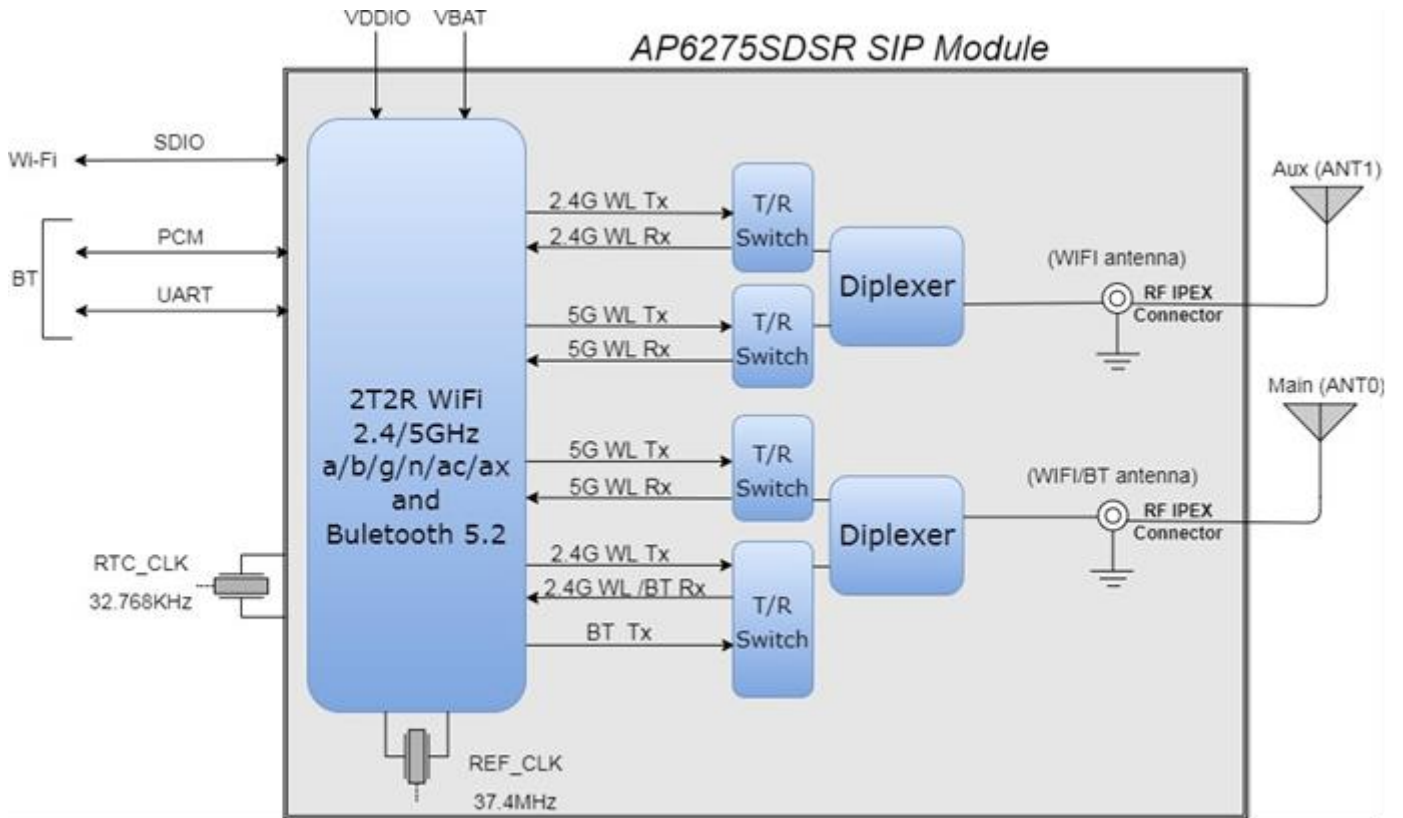 VDDIO VBAT
AP6275SDSR SIP Module
Wi-Fi
SDIO
BT
PCM
UART
2T2R WiFi
2.4/5GHz
a/b/g/n/ac/ax
and
Buletooth 5.2
2.4G WL Tx
2.4G WL Rx
T/R
Switch
5G WL Tx
5G WL Rx
T/R
Switch
Diplexer
(WIFI antenna)
RF IPEX
Connector
Aux (ANT1)
5G WL Tx
5G WL Rx
T/R
Switch
2.4G WL Tx
2.4G WL /BT Rx
BT Tx
T/R
Switch
Diplexer
(WIFI/BT antenna)
RF IPEX
Connector
Main (ANT0)
RTC_CLK
32.768KHz
REF_CLK
37.4MHz